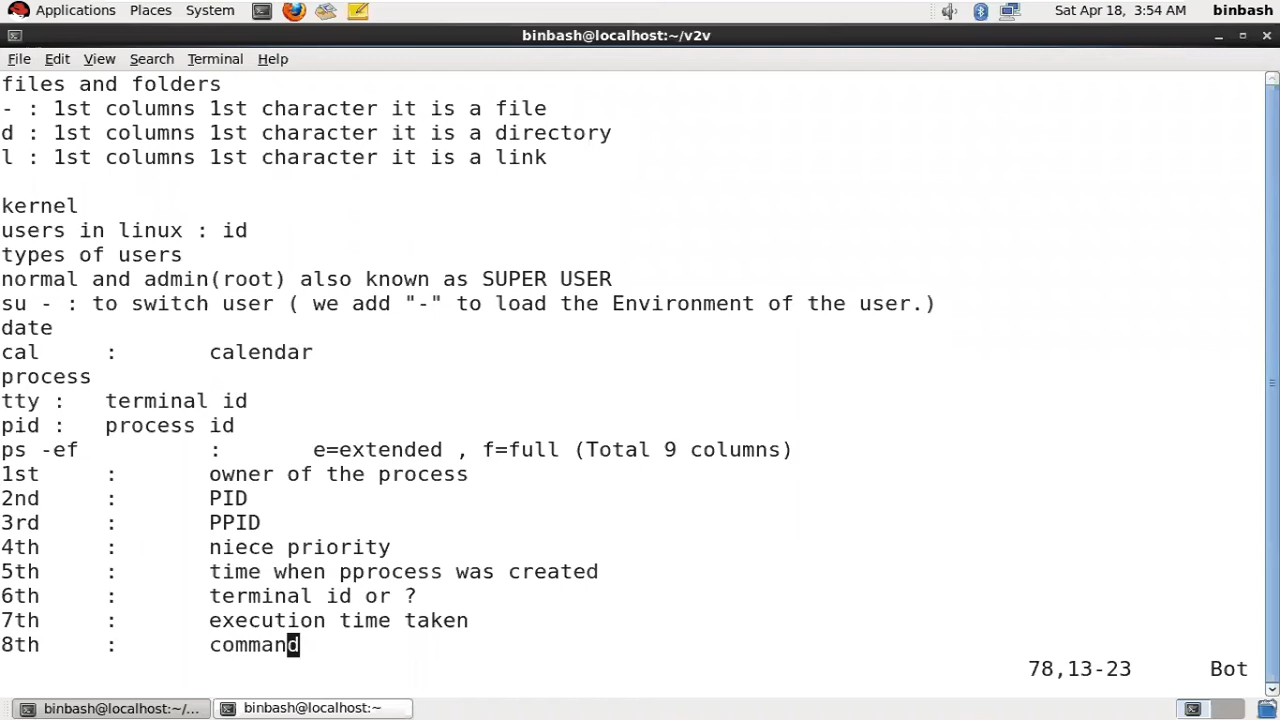 Applications Places System Sat Apr 18, 3:54 AM binbash
binbash@localhost:~/v2v
File Edit View Search Terminal Help
files and folders
- : 1st columns 1st character it is a file
d : 1st columns 1st character it is a directory
l : 1st columns 1st character it is a link
kernel
users in linux : id
types of users
normal and admin(root) also known as SUPER USER
su - : to switch user ( we add "-" to load the Environment of the user.)
date
cal : calendar
process
tty : terminal id
pid : process id
ps -ef : e=extended , f=full (Total 9 columns)
1st : owner of the process
2nd : PID
3rd : PPID
4th : niece priority
5th : time when pprocess was created
6th : terminal id or ?
7th : execution time taken
8th : command
78,13-23 Bot
binbash@localhost:~/... binbash@localhost:~